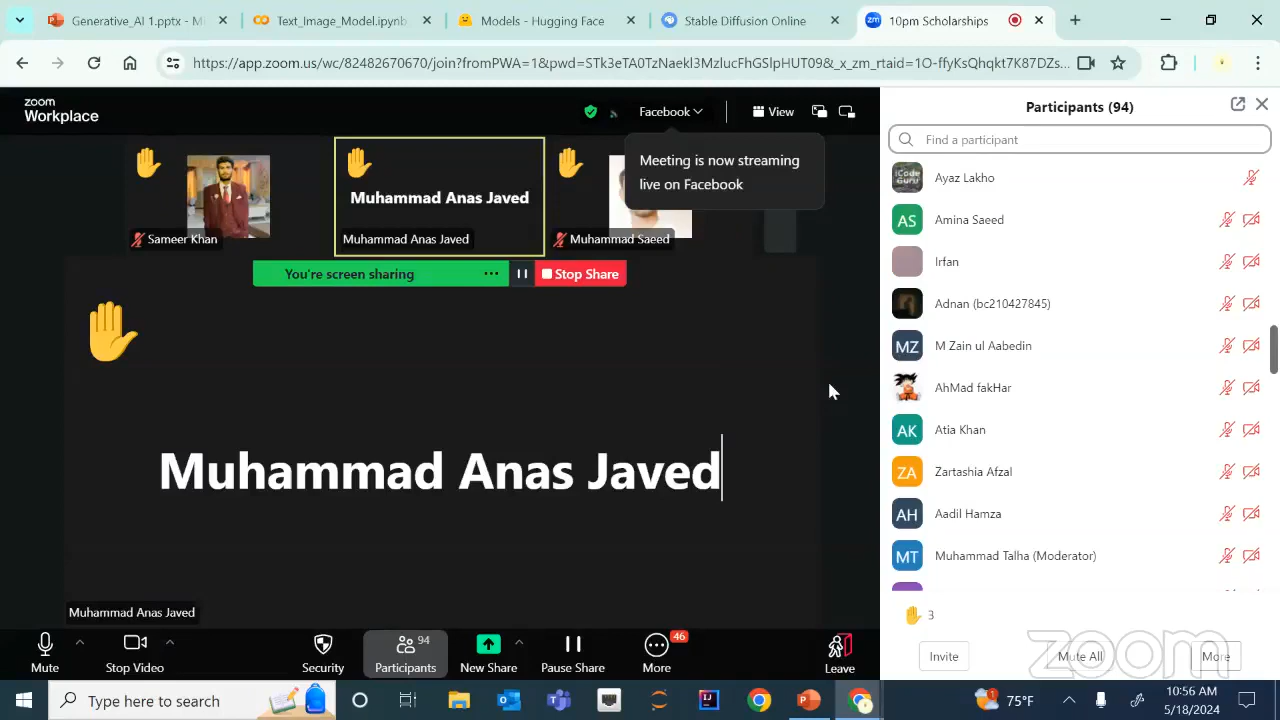 Generative_AI 1.pptx - M
Text_Image_Model.ipynb
Models - Hugging Face
Stable Diffusion Online
zm
10pm Scholarships
https://app.zoom.us/wc/82482670670/join?fromPWA=1&pwd=STk3eTA0TzNaekl3MzlucFhGSlpHUT09&_x_zm_rtaid=1O-ffyKsQhqkt7K87DZs...
zoom
Workplace
Facebook
View
Meeting is now streaming
live on Facebook
Muhammad Anas Javed
Sameer Khan
Muhammad Anas Javed
Muhammad Saeed
You're screen sharing
Stop Share
Muhammad Anas Javed
Muhammad Anas Javed
Mute
Stop Video
Security
94
Participants
New Share
Pause Share
46
More
Leave
Participants (94)
Find a participant
iCode
Guru
Ayaz Lakho
AS
Amina Saeed
Irfan
Adnan (bc210427845)
MZ
M Zain ul Aabedin
AhMad fakHar
AK
Atia Khan
ZA
Zartashia Afzal
AH
Aadil Hamza
MT
Muhammad Talha (Moderator)
3
Invite
Mute All
More
zoom
Type here to search
75°F
10:56 AM
5/18/2024